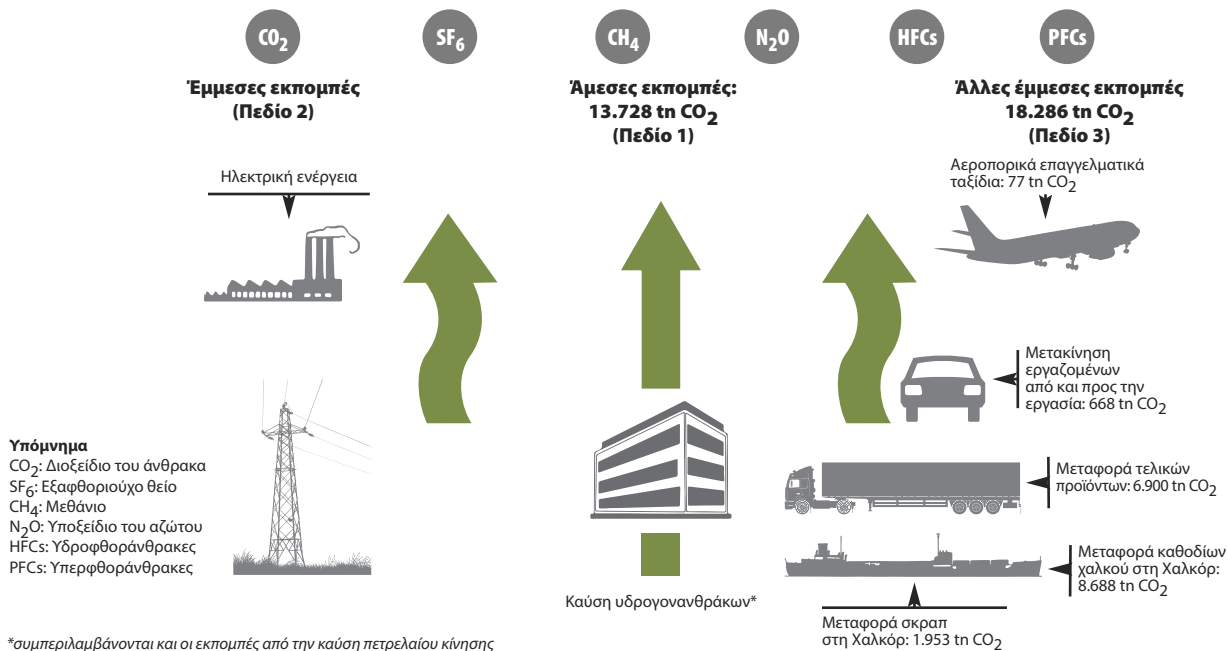 CO2 SF6 CH4 N2O HFCs PFCs
Έμμεσες εκπομπές
(Πεδίο 2)
Άμεσες εκπομπές:
13.728 tn CO2
(Πεδίο 1)
Άλλες έμμεσες εκπομπές
18.286 tn CO2
(Πεδίο 3)
Ηλεκτρική ενέργεια
Αεροπορικά επαγγελματικά
ταξίδια: 77 tn CO2
Μετακίνηση
εργαζομένων
από και προς την
εργασία: 668 tn CO2
Μεταφορά τελικών
προϊόντων: 6.900 tn CO2
Μεταφορά καθοδίων
χαλκού στη Χαλκόρ:
8.688 tn CO2
Μεταφορά σκραπ
στη Χαλκόρ: 1.953 tn CO2
Καύση υδρογονανθράκων*
Υπόμνημα
CO2: Διοξείδιο του άνθρακα
SF6: Εξαφθοριούχο θείο
CH4: Μεθάνιο
N2O: Υποξείδιο του αζώτου
HFCs: Υδροφθοράνθρακες
PFCs: Υπερφθοράνθρακες
*συμπεριλαμβάνονται και οι εκπομπές από την καύση πετρελαίου κίνησης